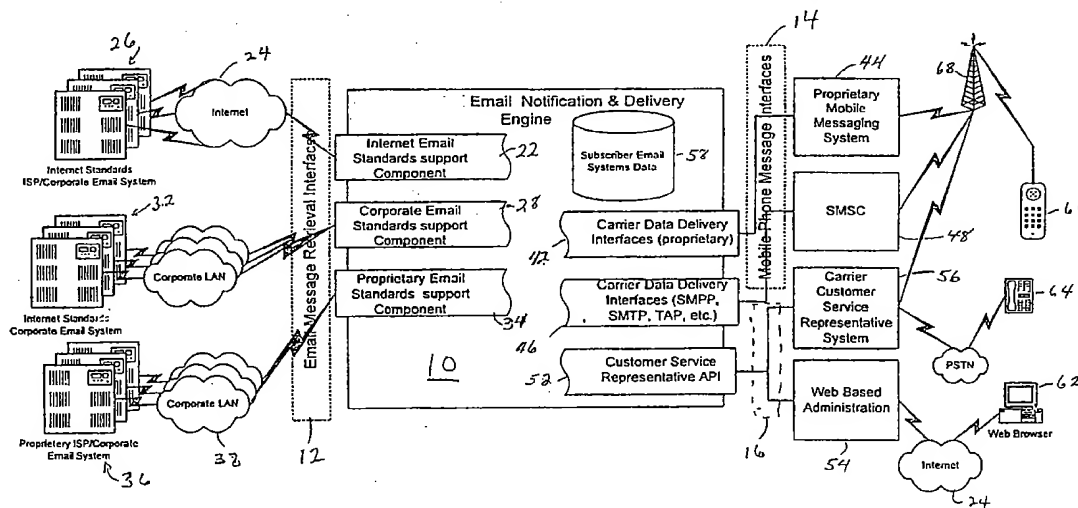 26
24
Internet
Internet Standards
ISP/Corporate Email System
32
Corporate LAN
Internet Standards
Corporate Email System
Corporate LAN
38
Proprietery ISP/Corporate
Email System
36
Email Message Retrieval Interfaces
12
Email Notification & Delivery
Engine
Internet Email
Standards support
Component
22
Corporate Email
Standards support
Component
28
Proprietary Email
Standards support
Component
34
10
Subscriber Email
Systems Data
58
Carrier Data Delivery
Interfaces (proprietary)
42
Carrier Data Delivery
Interfaces (SMPP,
SMTP, TAP, etc.)
46
Customer Service
Representative API
52
14
Mobile Phone Message Interfaces
16
44
Proprietary
Mobile
Messaging
System
SMSC
48
56
Carrier
Customer
Service
Representative
System
Web Based
Administration
54
68
6
64
PSTN
62
Web Browser
Internet
24